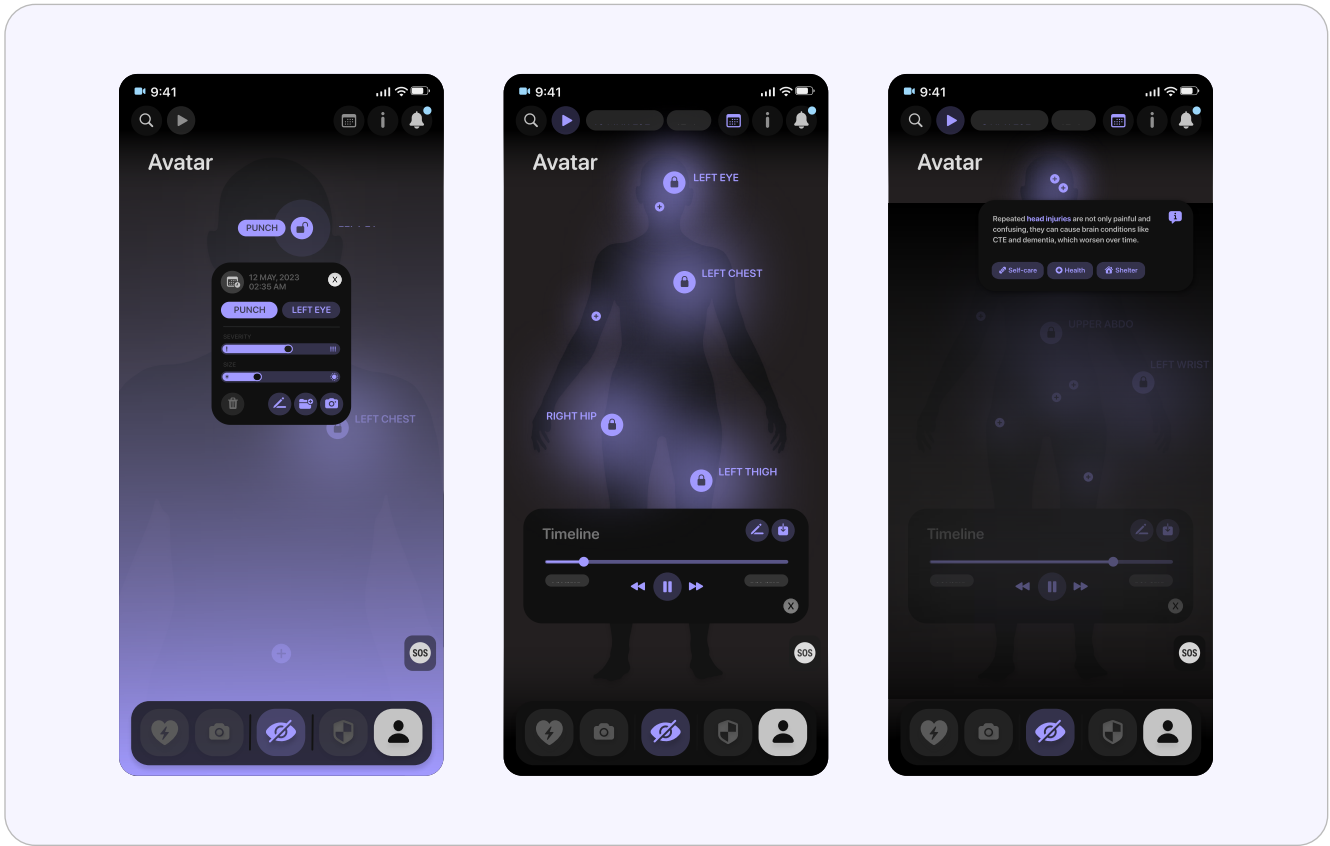 9:41
Avatar
PUNCH
12 MAY, 2023
02:35 AM
X
PUNCH
LEFT EYE
SEVERITY
!
!!!
SIZE
LEFT CHEST
SOS
9:41
Avatar
LEFT EYE
LEFT CHEST
RIGHT HIP
LEFT THIGH
Timeline
X
SOS
9:41
Avatar
Repeated head injuries are not only painful and
confusing, they can cause brain conditions like
CTE and dementia, which worsen over time.
Self-care
Health
Shelter
UPPER ABDO
LEFT WRIST
Timeline
X
SOS